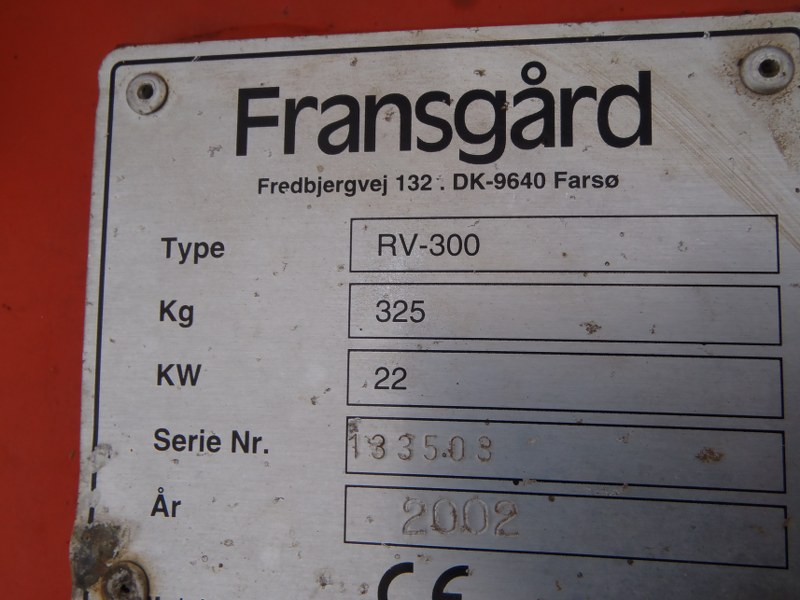 Fransgård
Fredbjergvej 132 . DK-9640 Farsø
Type RV-300
Kg 325
KW 22
Serie Nr. 133503
År 2002
CE